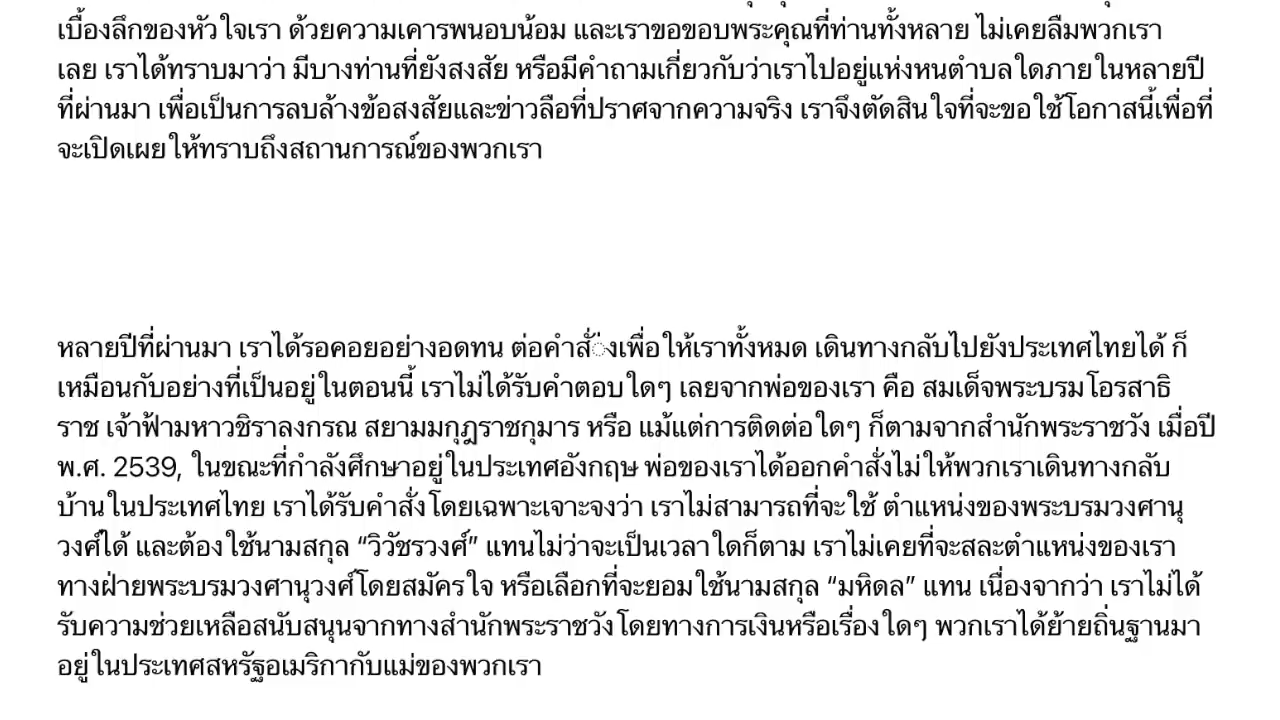 เบื้องลึกของหัวใจเรา ด้วยความเคารพนอบน้อม และเราขอขอบพระคุณที่ท่านทั้งหลาย ไม่เคยลืมพวกเรา
เลย เราได้ทราบมาว่า มีบางท่านที่ยังสงสัย หรือมีคำถามเกี่ยวกับว่าเราไปอยู่แห่งหนตำบลใดภายในหลายปี
ที่ผ่านมา เพื่อเป็นการลบล้างข้อสงสัยและข่าวลือที่ปราศจากความจริง เราจึงตัดสินใจที่จะขอใช้โอกาสนี้เพื่อที่
จะเปิดเผยให้ทราบถึงสถานการณ์ของพวกเรา
หลายปีที่ผ่านมา เราได้รอคอยอย่างอดทน ต่อคำสั่่งเพื่อให้เราทั้งหมด เดินทางกลับไปยังประเทศไทยได้ ก็
เหมือนกับอย่างที่เป็นอยู่ในตอนนี้ เราไม่ได้รับคำตอบใดๆ เลยจากพ่อของเรา คือ สมเด็จพระบรมโอรสาธิ
ราช เจ้าฟ้ามหาวชิราลงกรณ สยามมกุฎราชกุมาร หรือ แม้แต่การติดต่อใดๆ ก็ตามจากสำนักพระราชวัง เมื่อปี
พ.ศ. 2539, ในขณะที่กำลังศึกษาอยู่ในประเทศอังกฤษ พ่อของเราได้ออกคำสั่งไม่ให้พวกเราเดินทางกลับ
บ้านในประเทศไทย เราได้รับคำสั่งโดยเฉพาะเจาะจงว่า เราไม่สามารถที่จะใช้ ตำแหน่งของพระบรมวงศานุ
วงศ์ได้ และต้องใช้นามสกุล “วิวัชรวงศ์” แทนไม่ว่าจะเป็นเวลาใดก็ตาม เราไม่เคยที่จะสละตำแหน่งของเรา
ทางฝ่ายพระบรมวงศานุวงศ์โดยสมัครใจ หรือเลือกที่จะยอมใช้นามสกุล “มหิดล” แทน เนื่องจากว่า เราไม่ได้
รับความช่วยเหลือสนับสนุนจากทางสำนักพระราชวังโดยทางการเงินหรือเรื่องใดๆ พวกเราได้ย้ายถิ่นฐานมา
อยู่ในประเทศสหรัฐอเมริกากับแม่ของพวกเรา